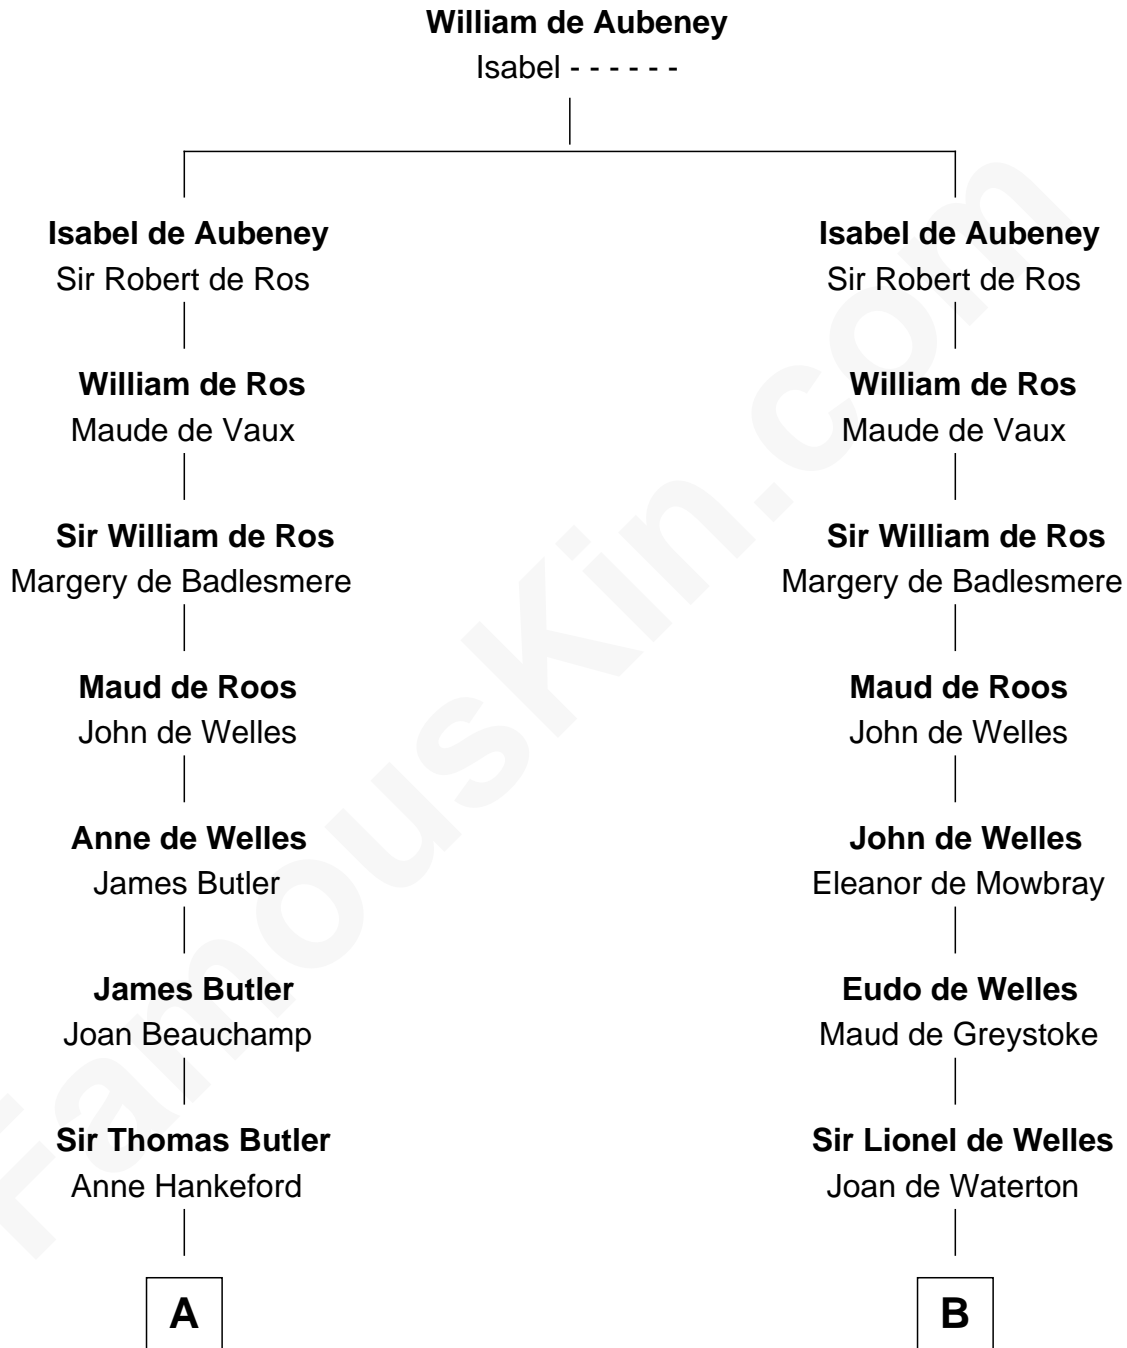 William de Aubeney
Isabel - - - - - -
Isabel de Aubeney
Sir Robert de Ros
William de Ros
Maude de Vaux
Sir William de Ros
Margery de Badlesmere
Maud de Roos
John de Welles
Anne de Welles
James Butler
James Butler
Joan Beauchamp
Sir Thomas Butler
Anne Hankeford
A
Isabel de Aubeney
Sir Robert de Ros
William de Ros
Maude de Vaux
Sir William de Ros
Margery de Badlesmere
Maud de Roos
John de Welles
John de Welles
Eleanor de Mowbray
Eudo de Welles
Maud de Greystoke
Sir Lionel de Welles
Joan de Waterton
B
FamousKin.com